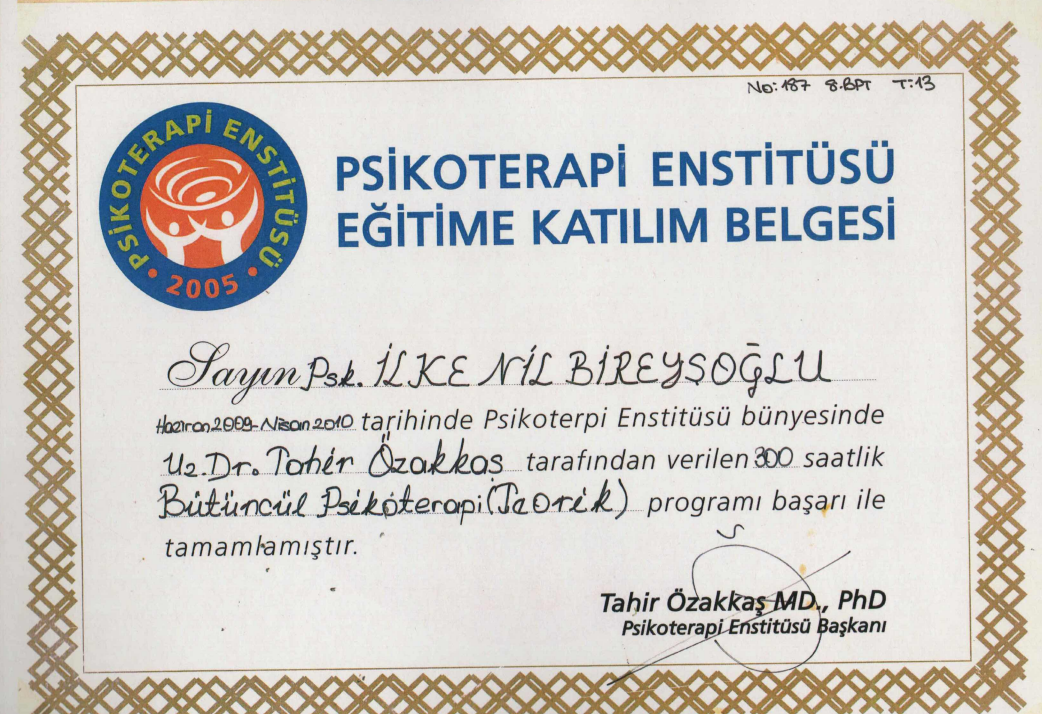 No: 187 8.BPT T:13
PSİKOTERAPİ ENSTİTÜSÜ
• 2005 •
PSİKOTERAPİ ENSTİTÜSÜ
EĞİTİME KATILIM BELGESİ
Sayın Psk. İLKE NİL BİREYŞOĞLU
Haziran 2009-Nisan 2010 tarihinde Psikoterpi Enstitüsü bünyesinde
Uz. Dr. Tahir Özakkaş tarafından verilen 300 saatlik
Bütüncül Psikoterapi (Teorik) programı başarı ile
tamamlamıştır.
Tahir Özakkaş MD., PhD
Psikoterapi Enstitüsü Başkanı